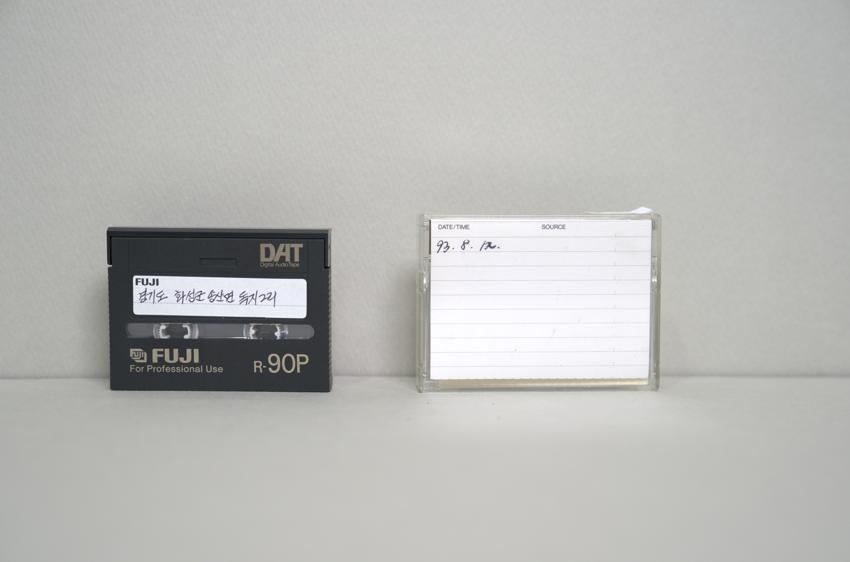 DAT
Digital Audio Tape
FUJI
경기도 화성군 송산면 독지2리
FUJI FUJI
For Professional Use
R-90P
DATE/TIME SOURCE
93. 8. 12.